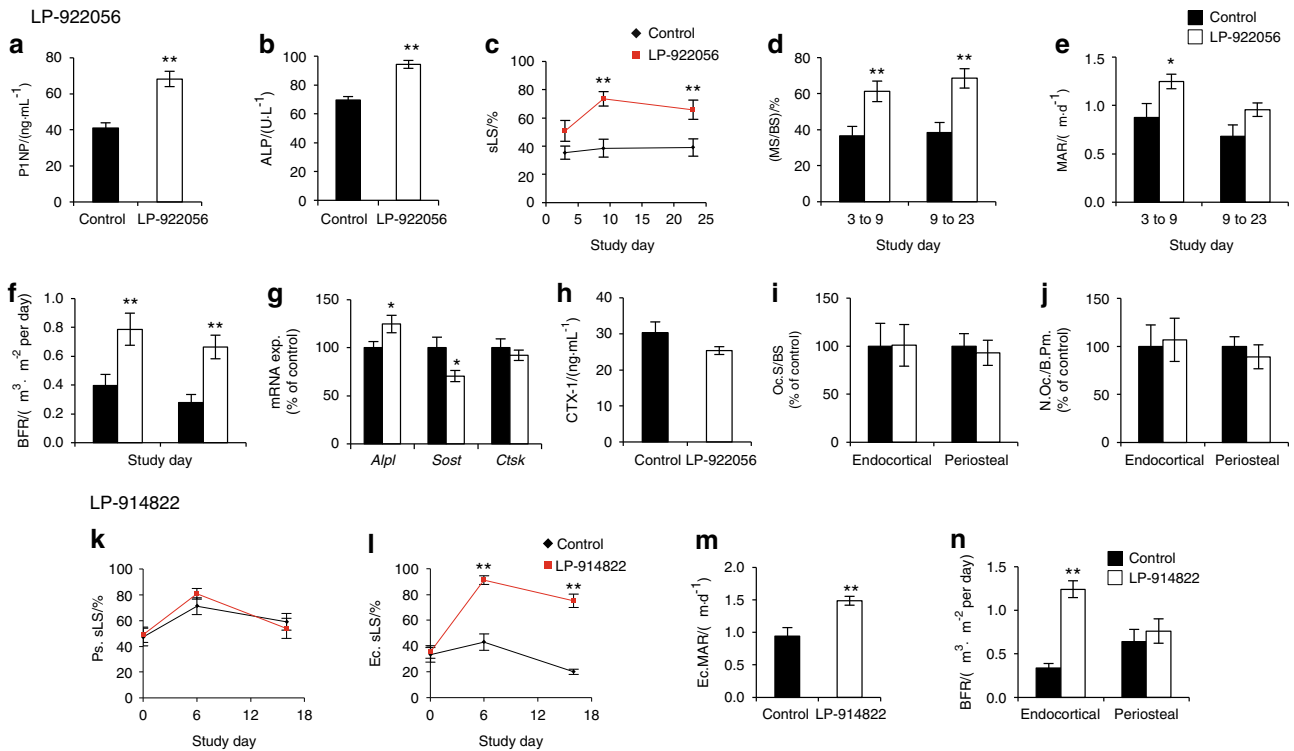 LP-922056
a
P1NP/(ng·mL⁻¹)
80
60
40
20
0
**
Control LP-922056
b
ALP/(U·L⁻¹)
120
100
80
60
40
20
0
**
Control LP-922056
c
Control
LP-922056
sLS/%
100
80
60
40
20
0
** **
0 5 10 15 20 25
Study day
d
(MS/BS)/%
80
60
40
20
0
** **
3 to 9 9 to 23
Study day
e
Control
LP-922056
MAR/( m·d⁻¹)
1.5
1.0
0.5
0.0
*
3 to 9 9 to 23
Study day
f
BFR/( m³· m⁻² per day)
1.0
0.8
0.6
0.4
0.2
0.0
** **
Study day
g
mRNA exp.
(% of control)
150
100
50
0
* *
Alpl Sost Ctsk
h
CTX-1/(ng·mL⁻¹)
40
30
20
10
0
Control LP-922056
i
Oc.S/BS
(% of control)
150
100
50
0
Endocortical Periosteal
j
N.Oc./B.Pm.
(% of control)
150
100
50
0
Endocortical Periosteal
LP-914822
k
Ps. sLS/%
100
80
60
40
20
0
0 6 12 18
Study day
l
Control
LP-914822
Ec. sLS/%
100
80
60
40
20
0
** **
0 6 12 18
Study day
m
Ec.MAR/( m·d⁻¹)
2.0
1.5
1.0
0.5
0.0
**
Control LP-914822
n
Control
LP-914822
BFR/( m³· m⁻² per day)
1.5
1.0
0.5
0.0
**
Endocortical Periosteal